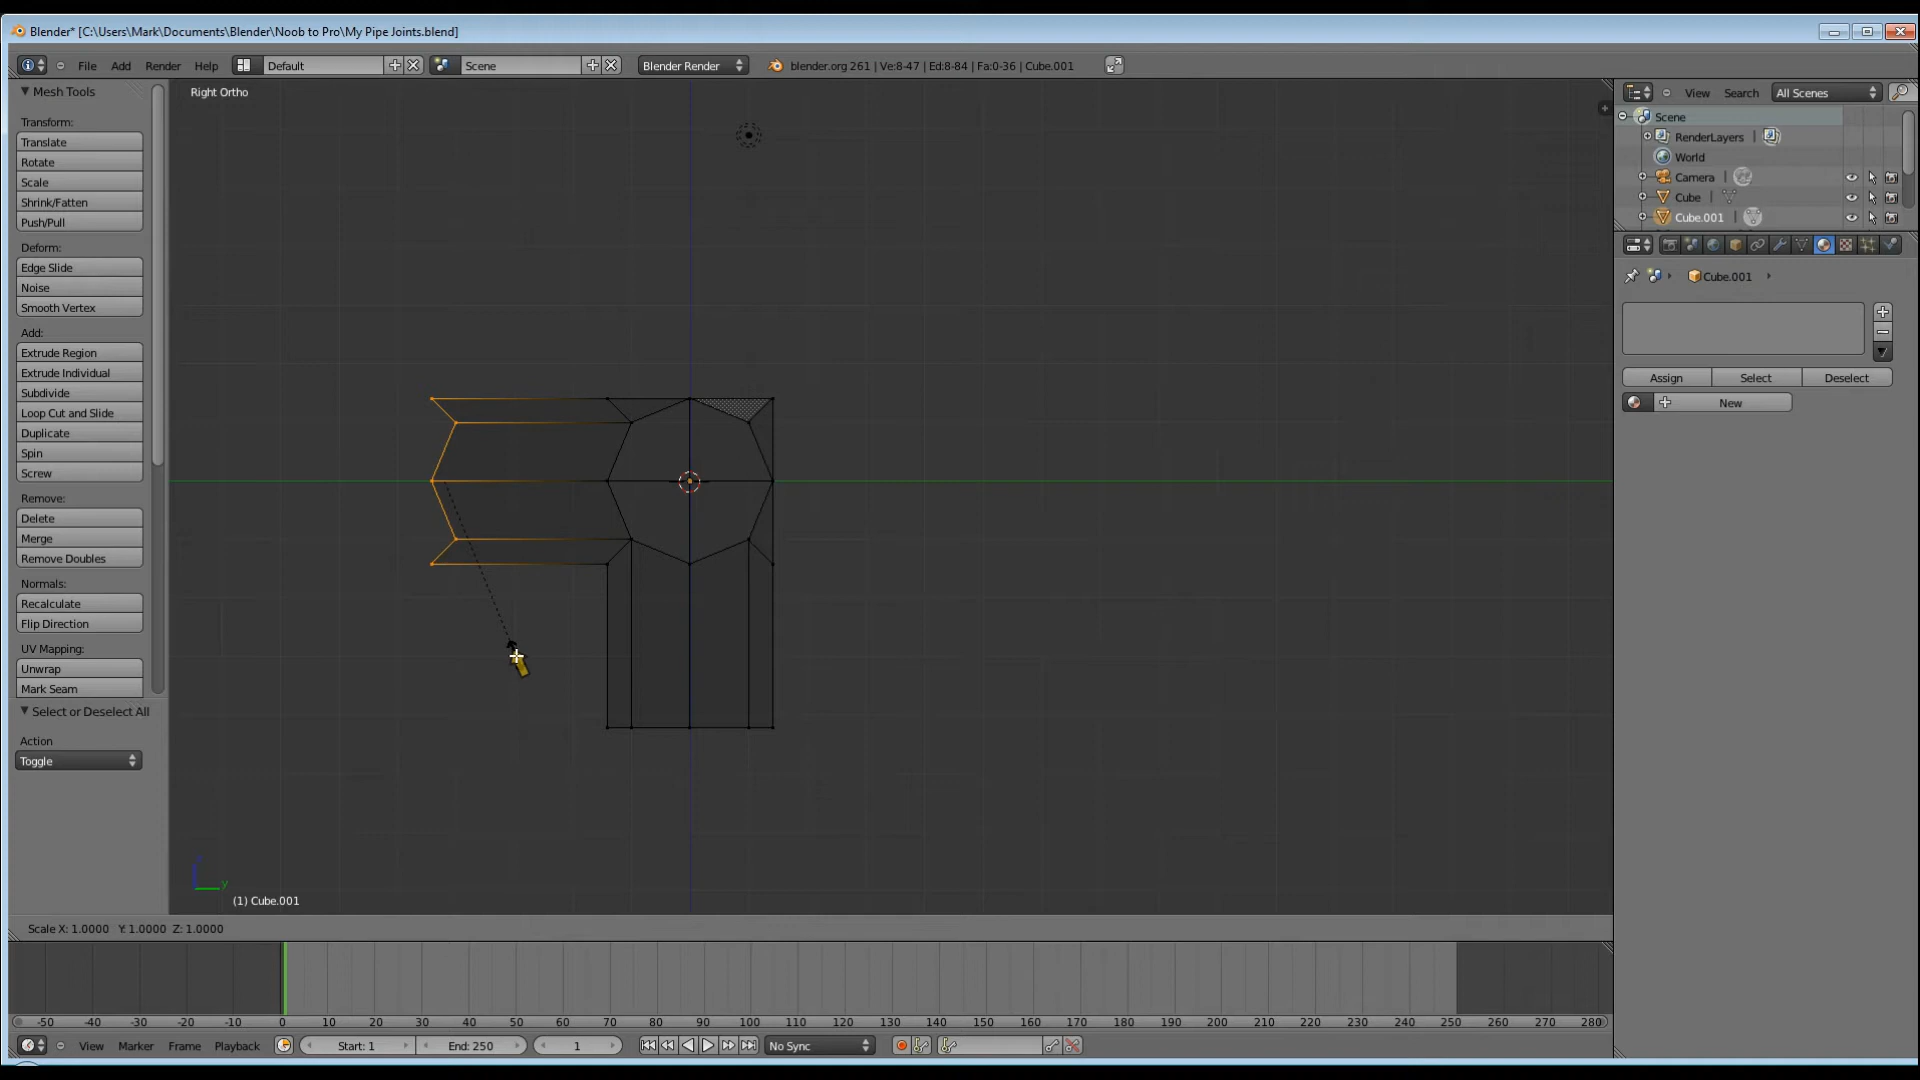 Blender* [C:\Users\Mark\Documents\Blender\Noob to Pro\My Pipe Joints.blend]
File Add Render Help Default Scene Blender Render blender.org 261 | Ve:8-47 | Ed:8-84 | Fa:0-36 | Cube.001
Mesh Tools
Transform:
Translate
Rotate
Scale
Shrink/Fatten
Push/Pull
Deform:
Edge Slide
Noise
Smooth Vertex
Add:
Extrude Region
Extrude Individual
Subdivide
Loop Cut and Slide
Duplicate
Spin
Screw
Remove:
Delete
Merge
Remove Doubles
Normals:
Recalculate
Flip Direction
UV Mapping:
Unwrap
Mark Seam
Select or Deselect All
Action
Toggle
Right Ortho
z
y
(1) Cube.001
Scale X: 1.0000 Y: 1.0000 Z: 1.0000
View Search All Scenes
Scene
RenderLayers
World
Camera
Cube
Cube.001
Cube.001
Assign Select Deselect
New
-50 -40 -30 -20 -10 0 10 20 30 40 50 60 70 80 90 100 110 120 130 140 150 160 170 180 190 200 210 220 230 240 250 260 270 280
View Marker Frame Playback Start: 1 End: 250 1 No Sync